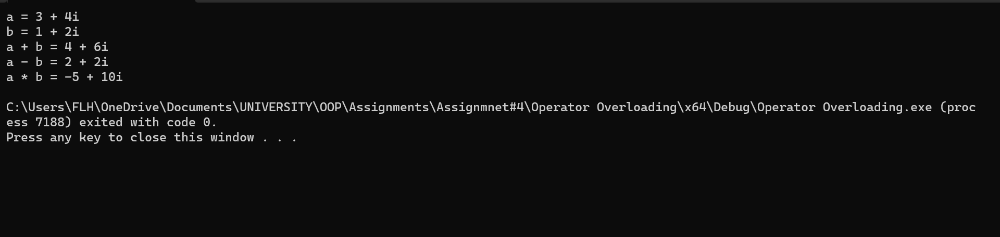 a = 3 + 4i
b = 1 + 2i
a + b = 4 + 6i
a - b = 2 + 2i
a * b = -5 + 10i
C:\Users\FLH\OneDrive\Documents\UNIVERSITY\OOP\Assignments\Assignmnet#4\Operator Overloading\x64\Debug\Operator Overloading.exe (proc
ess 7188) exited with code 0.
Press any key to close this window . . .